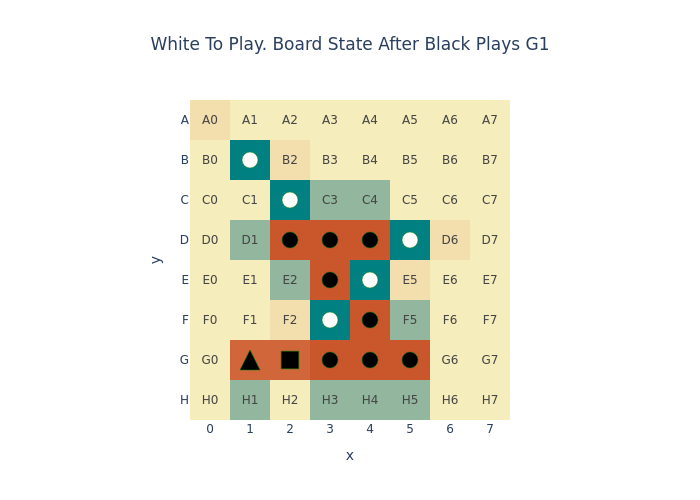 White To Play. Board State After Black Plays G1
A A0 A1 A2 A3 A4 A5 A6 A7
B B0 B2 B3 B4 B5 B6 B7
C C0 C1 C3 C4 C5 C6 C7
D D0 D1 D6 D7
y
E E0 E1 E2 E5 E6 E7
F F0 F1 F2 F5 F6 F7
G G0 G6 G7
H H0 H1 H2 H3 H4 H5 H6 H7
0 1 2 3 4 5 6 7
x